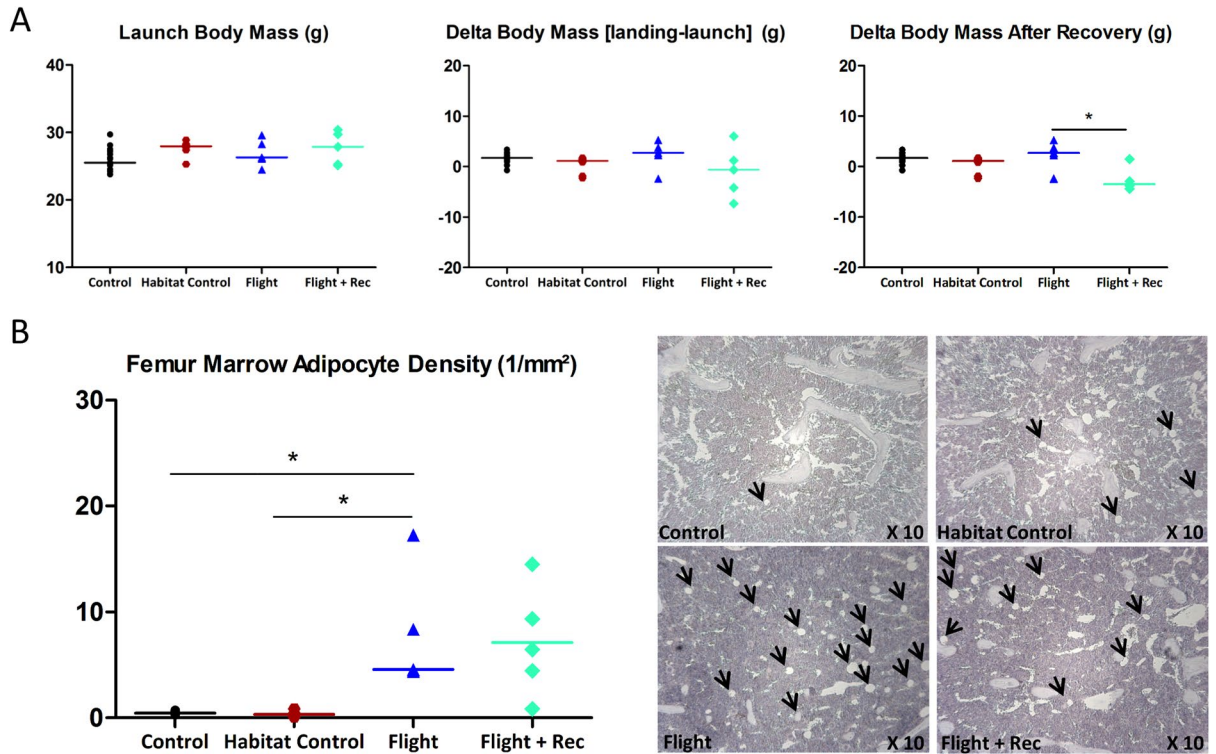 A
Launch Body Mass (g)
40
30
20
10
Control Habitat Control Flight Flight + Rec
Delta Body Mass [landing-launch] (g)
20
10
0
-10
-20
Control Habitat Control Flight Flight + Rec
Delta Body Mass After Recovery (g)
20
10
0
-10
-20
*
Control Habitat Control Flight Flight + Rec
B
Femur Marrow Adipocyte Density (1/mm²)
30
20
10
0
*
*
Control Habitat Control Flight Flight + Rec
Control X 10
Habitat Control X 10
Flight X 10
Flight + Rec X 10